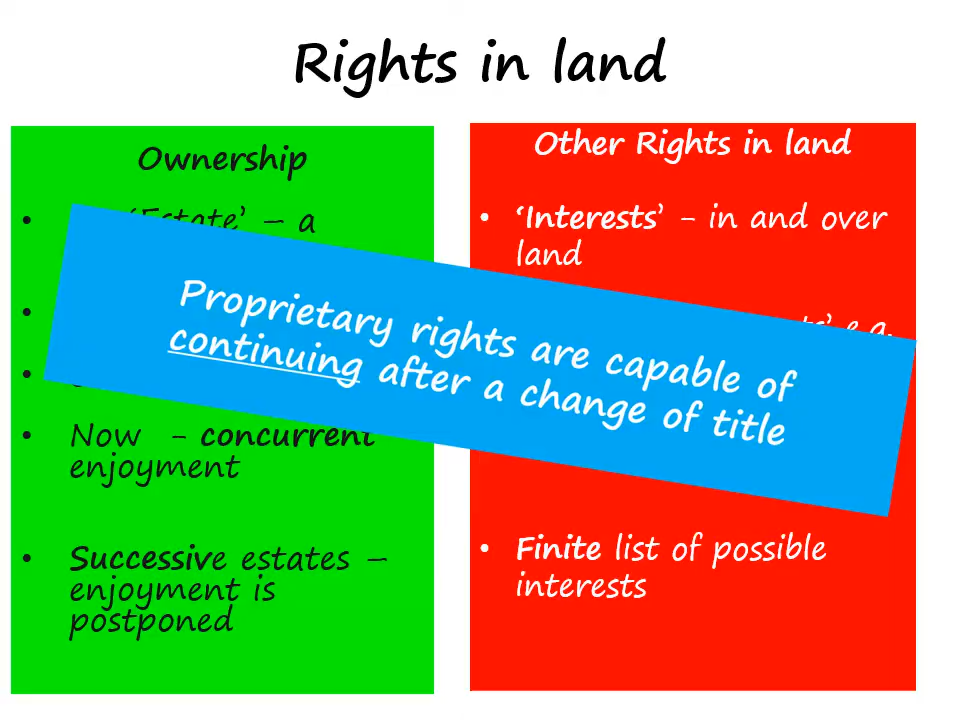 Rights in land
Ownership
• ‘Estate’ – a
•
•
• Now - concurrent
enjoyment
• Successive estates –
enjoyment is
postponed
Other Rights in land
• ‘Interests’ - in and over
land
e.g.
• Finite list of possible
interests
Proprietary rights are capable of
continuing after a change of title